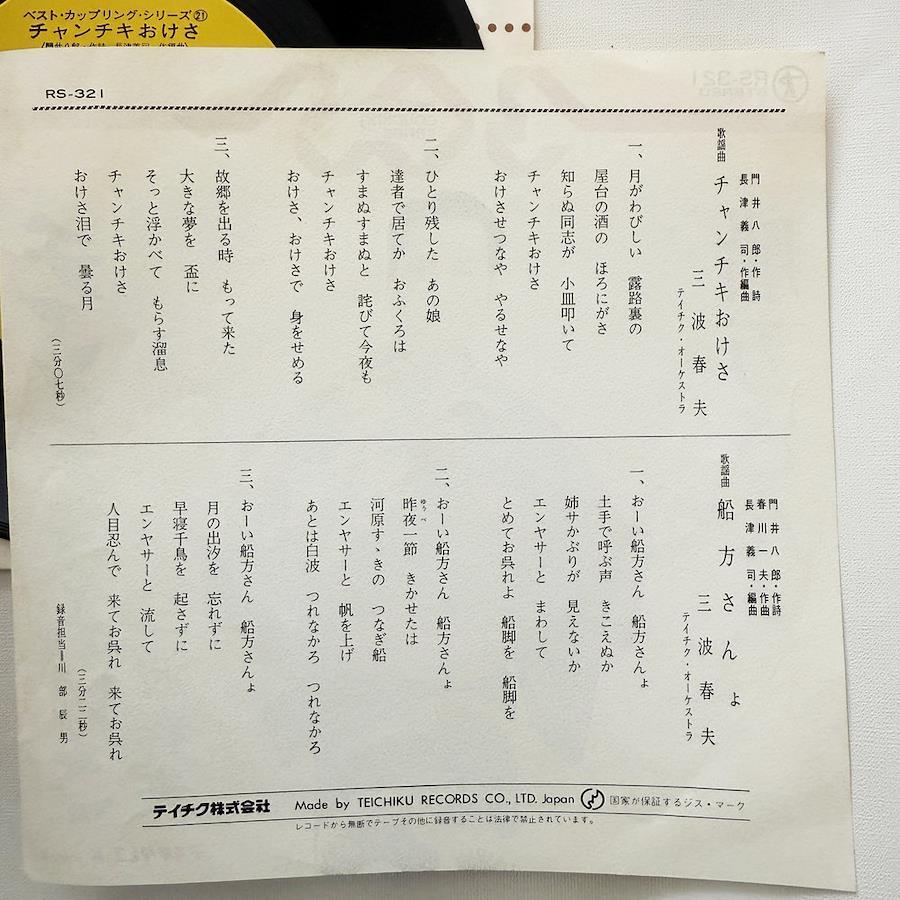 ベスト・カップリング・シリーズ㉑
チャンチキおけさ
RS-321
門井八郎・作詩
長津義司・作編曲
歌謡曲 チャンチキおけさ
三波春夫
テイチク・オーケストラ
一、月がわびしい 露路裏の
屋台の酒の ほろにがさ
知らぬ同志が 小皿叩いて
チャンチキおけさ
おけさせつなや やるせなや
二、ひとり残した あの娘
達者で居てか おふくろは
すまぬすまぬと 詫びて今夜も
チャンチキおけさ
おけさ、おけさで 身をせめる
三、故郷を出る時 もって来た
大きな夢を 盃に
そっと浮かべて もらす溜息
チャンチキおけさ
おけさ泪で 曇る月
(三分〇七秒)
門井八郎・作詩
春川一夫・作曲
長津義司・編曲
歌謡曲 船方さんょ
三波春夫
テイチク・オーケストラ
一、おーい船方さん 船方さんょ
土手で呼ぶ声 きこえぬか
姉サかぶりが 見えないか
エンヤサーと まわして
とめてお呉れよ 船脚を 船脚を
二、おーい船方さん 船方さんょ
昨夜一節 きかせたは
ゆうべ
河原すゝきの つなぎ船
エンヤサーと 帆を上げ
あとは白波 つれなかろ つれなかろ
三、おーい船方さん 船方さんょ
月の出汐を 忘れずに
早寝千鳥を 起さずに
エンヤサーと 流して
人目忍んで 来てお呉れ 来てお呉れ
(三分二二秒)
録音担当=川部辰男
テイチク株式会社 Made by TEICHIKU RECORDS CO., LTD. Japan 国家が保証するジス・マーク
レコードから無断でテープその他に録音することは法律で禁止されています。